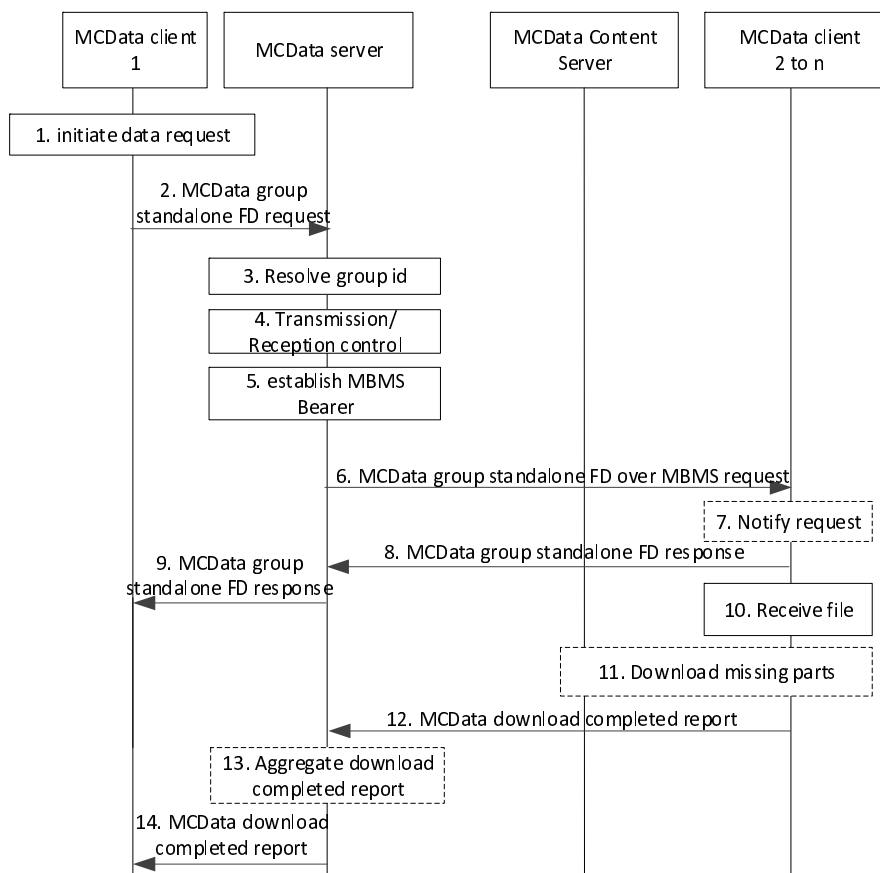 MCData client
1
MCData server
MCData Content
Server
MCData client
2 to n
1. initiate data request
2. MCData group
standalone FD request
3. Resolve group id
4. Transmission/
Reception control
5. establish MBMS
Bearer
6. MCData group standalone FD over MBMS request
7. Notify request
8. MCData group standalone FD response
9. MCData group
standalone FD response
10. Receive file
11. Download missing parts
12. MCData download completed report
13. Aggregate download
completed report
14. MCData download
completed report